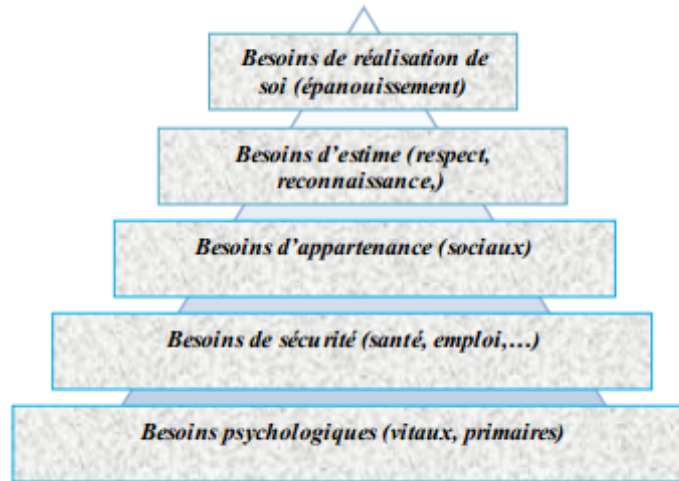 Besoins de réalisation de
soi (épanouissement)
Besoins d'estime (respect,
reconnaissance,)
Besoins d'appartenance (sociaux)
Besoins de sécurité (santé, emploi,…)
Besoins psychologiques (vitaux, primaires)